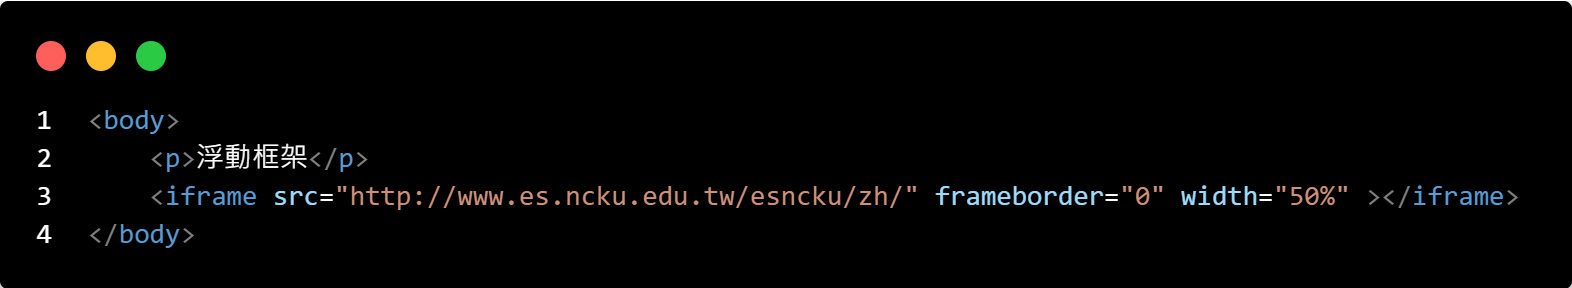 1 <body>
2     <p>浮動框架</p>
3     <iframe src="http://www.es.ncku.edu.tw/esncku/zh/" frameborder="0" width="50%" ></iframe>
4 </body>